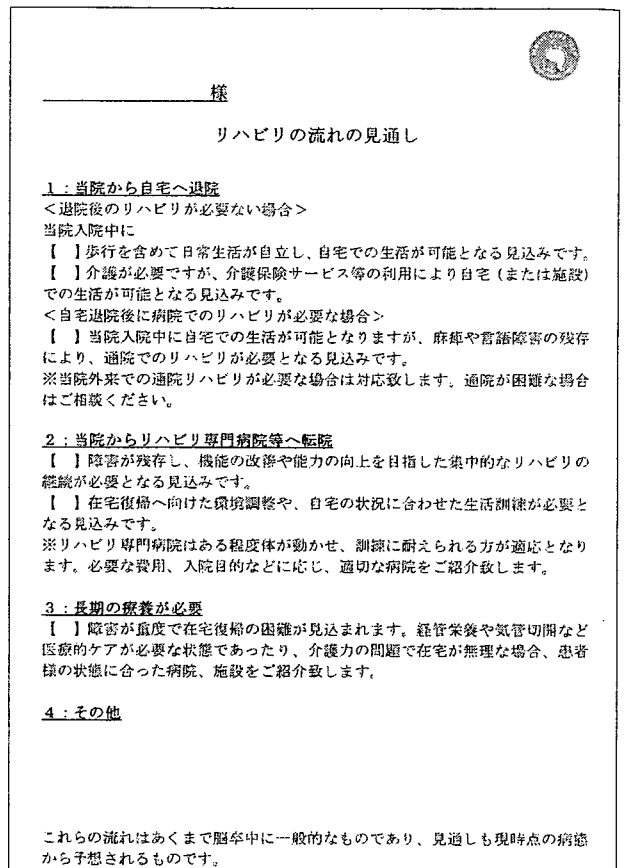 様
リハビリの流れの見通し
1：当院から自宅へ退院
＜退院後のリハビリが必要ない場合＞
当院入院中に
【　】歩行を含めて日常生活が自立し、自宅での生活が可能となる見込みです。
【　】介護が必要ですが、介護保険サービス等の利用により自宅（または施設）
での生活が可能となる見込みです。
＜自宅退院後に病院でのリハビリが必要な場合＞
【　】当院入院中に自宅での生活が可能となりますが、麻痺や言語障害の残存
により、通院でのリハビリが必要となる見込みです。
※当院外来での通院リハビリが必要な場合は対応致します。通院が困難な場合
はご相談ください。
2：当院からリハビリ専門病院等へ転院
【　】障害が残存し、機能の改善や能力の向上を目指した集中的なリハビリの
継続が必要となる見込みです。
【　】在宅復帰へ向けた環境調整や、自宅の状況に合わせた生活訓練が必要と
なる見込みです。
※リハビリ専門病院はある程度体が動かせ、訓練に耐えられる方が適応となり
ます。必要な費用、入院目的などに応じ、適切な病院をご紹介致します。
3：長期の療養が必要
【　】障害が重度で在宅復帰の困難が見込まれます。経管栄養や気管切開など
医療的ケアが必要な状態であったり、介護力の問題で在宅が無理な場合、患者
様の状態に合った病院、施設をご紹介致します。
4：その他
これらの流れはあくまで脳卒中に一般的なものであり、見通しも現時点の病態
から予想されるものです。